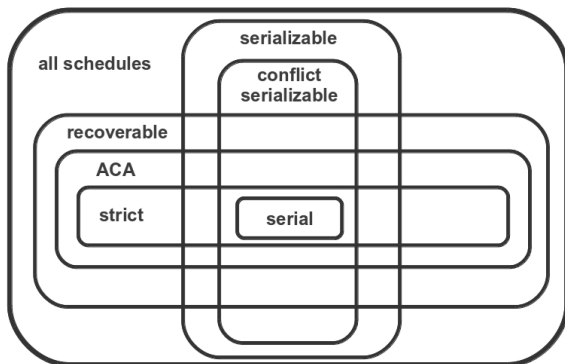 serializable
all schedules
conflict
serializable
recoverable
ACA
strict
serial